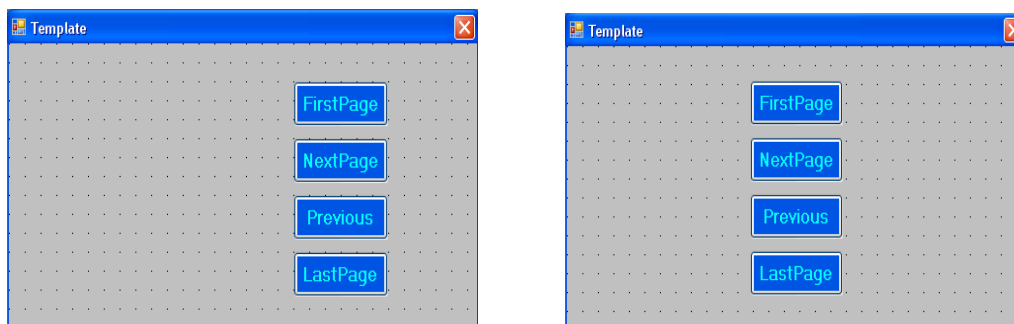 Template
FirstPage
NextPage
Previous
LastPage
Template
FirstPage
NextPage
Previous
LastPage